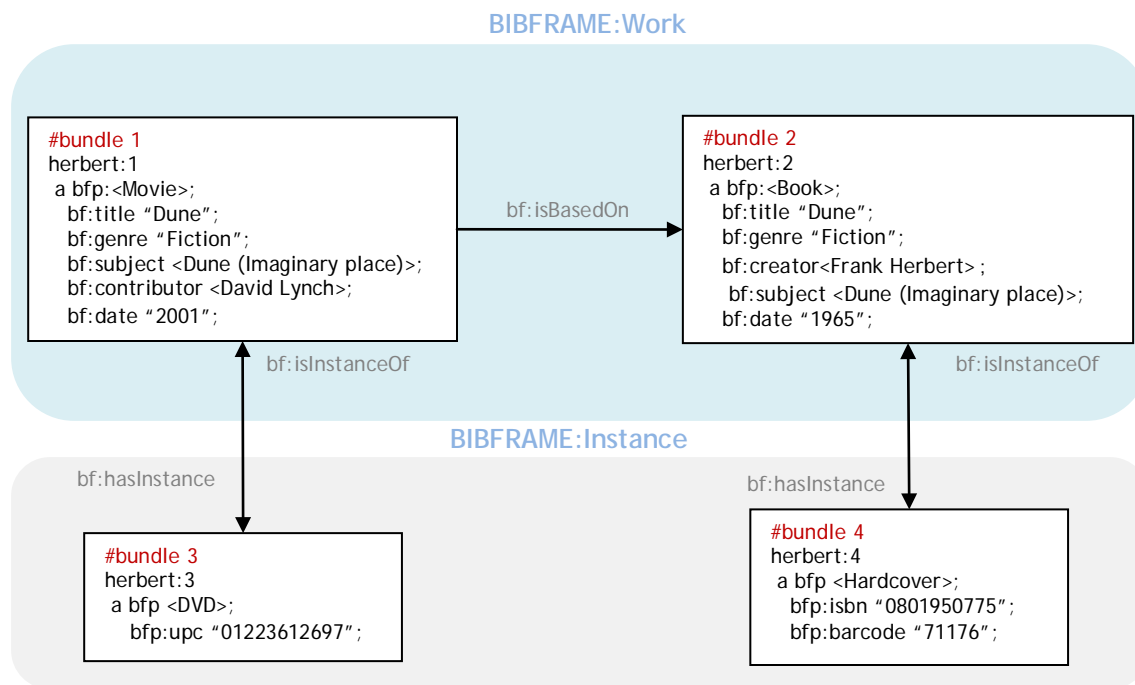 BIBFRAME:Work
#bundle 1
herbert:1
a bfp:<Movie>;
bf:title “Dune”;
bf:genre “Fiction”;
bf:subject <Dune (Imaginary place)>;
bf:contributor <David Lynch>;
bf:date “2001”;
bf:isBasedOn
#bundle 2
herbert:2
a bfp:<Book>;
bf:title “Dune”;
bf:genre “Fiction”;
bf:creator<Frank Herbert> ;
bf:subject <Dune (Imaginary place)>;
bf:date “1965”;
bf:isInstanceOf
bf:isInstanceOf
BIBFRAME:Instance
bf:hasInstance
bf:hasInstance
#bundle 3
herbert:3
a bfp <DVD>;
bfp:upc “01223612697”;
#bundle 4
herbert:4
a bfp <Hardcover>;
bfp:isbn “0801950775”;
bfp:barcode “71176”;